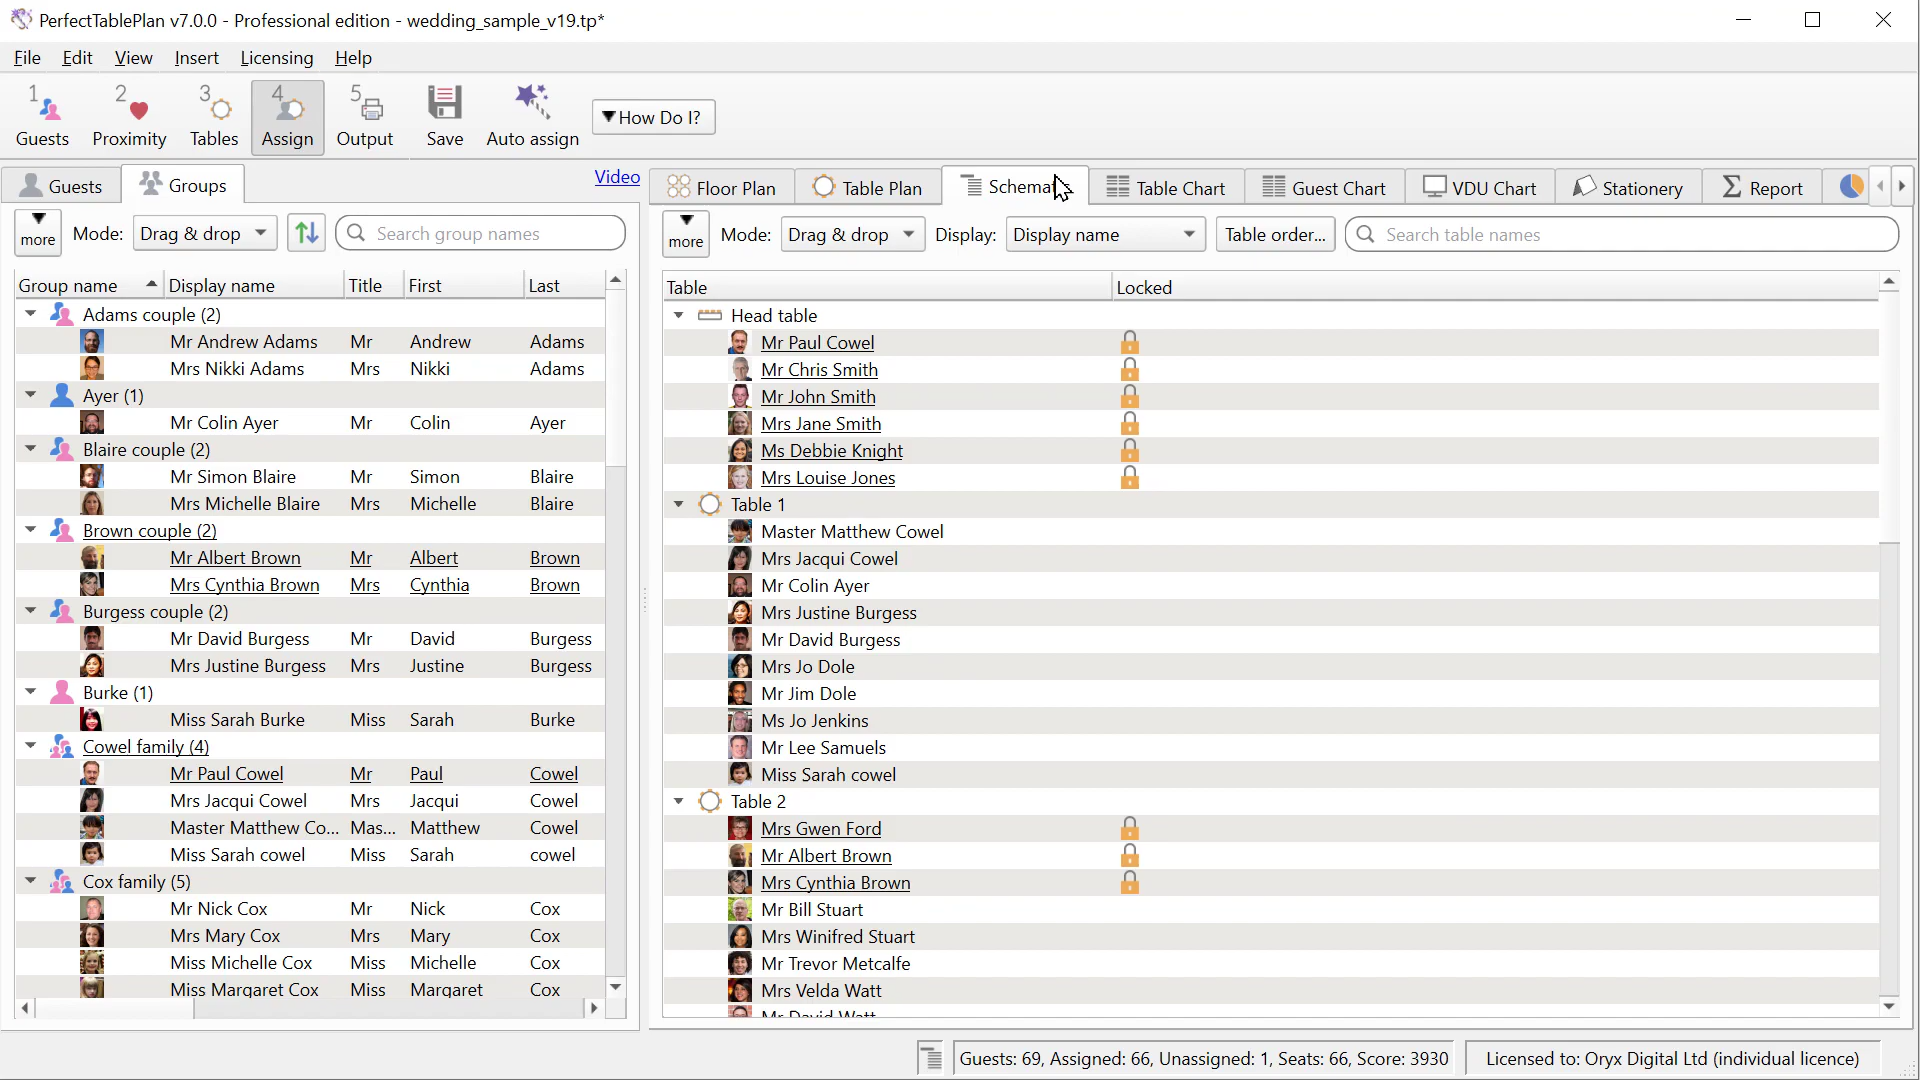 PerfectTablePlan v7.0.0 - Professional edition - wedding_sample_v19.tp*
File Edit View Insert Licensing Help
1 2 3 4 5
Guests Proximity Tables Assign Output Save Auto assign How Do I?
Guests Groups Video
more Mode: Drag & drop Search group names
Group name Display name Title First Last
Adams couple (2)
Mr Andrew Adams Mr Andrew Adams
Mrs Nikki Adams Mrs Nikki Adams
Ayer (1)
Mr Colin Ayer Mr Colin Ayer
Blaire couple (2)
Mr Simon Blaire Mr Simon Blaire
Mrs Michelle Blaire Mrs Michelle Blaire
Brown couple (2)
Mr Albert Brown Mr Albert Brown
Mrs Cynthia Brown Mrs Cynthia Brown
Burgess couple (2)
Mr David Burgess Mr David Burgess
Mrs Justine Burgess Mrs Justine Burgess
Burke (1)
Miss Sarah Burke Miss Sarah Burke
Cowel family (4)
Mr Paul Cowel Mr Paul Cowel
Mrs Jacqui Cowel Mrs Jacqui Cowel
Master Matthew Co... Mas... Matthew Cowel
Miss Sarah cowel Miss Sarah cowel
Cox family (5)
Mr Nick Cox Mr Nick Cox
Mrs Mary Cox Mrs Mary Cox
Miss Michelle Cox Miss Michelle Cox
Miss Margaret Cox Miss Margaret Cox
Floor Plan Table Plan Table Chart Guest Chart VDU Chart Stationery Report
more Mode: Drag & drop Display: Display name Table order... Search table names
Table Locked
Head table
Mr Paul Cowel
Mr Chris Smith
Mr John Smith
Mrs Jane Smith
Ms Debbie Knight
Mrs Louise Jones
Table 1
Master Matthew Cowel
Mrs Jacqui Cowel
Mr Colin Ayer
Mrs Justine Burgess
Mr David Burgess
Mrs Jo Dole
Mr Jim Dole
Ms Jo Jenkins
Mr Lee Samuels
Miss Sarah cowel
Table 2
Mrs Gwen Ford
Mr Albert Brown
Mrs Cynthia Brown
Mr Bill Stuart
Mrs Winifred Stuart
Mr Trevor Metcalfe
Mrs Velda Watt
Mr David Watt
Guests: 69, Assigned: 66, Unassigned: 1, Seats: 66, Score: 3930
Licensed to: Oryx Digital Ltd (individual licence)